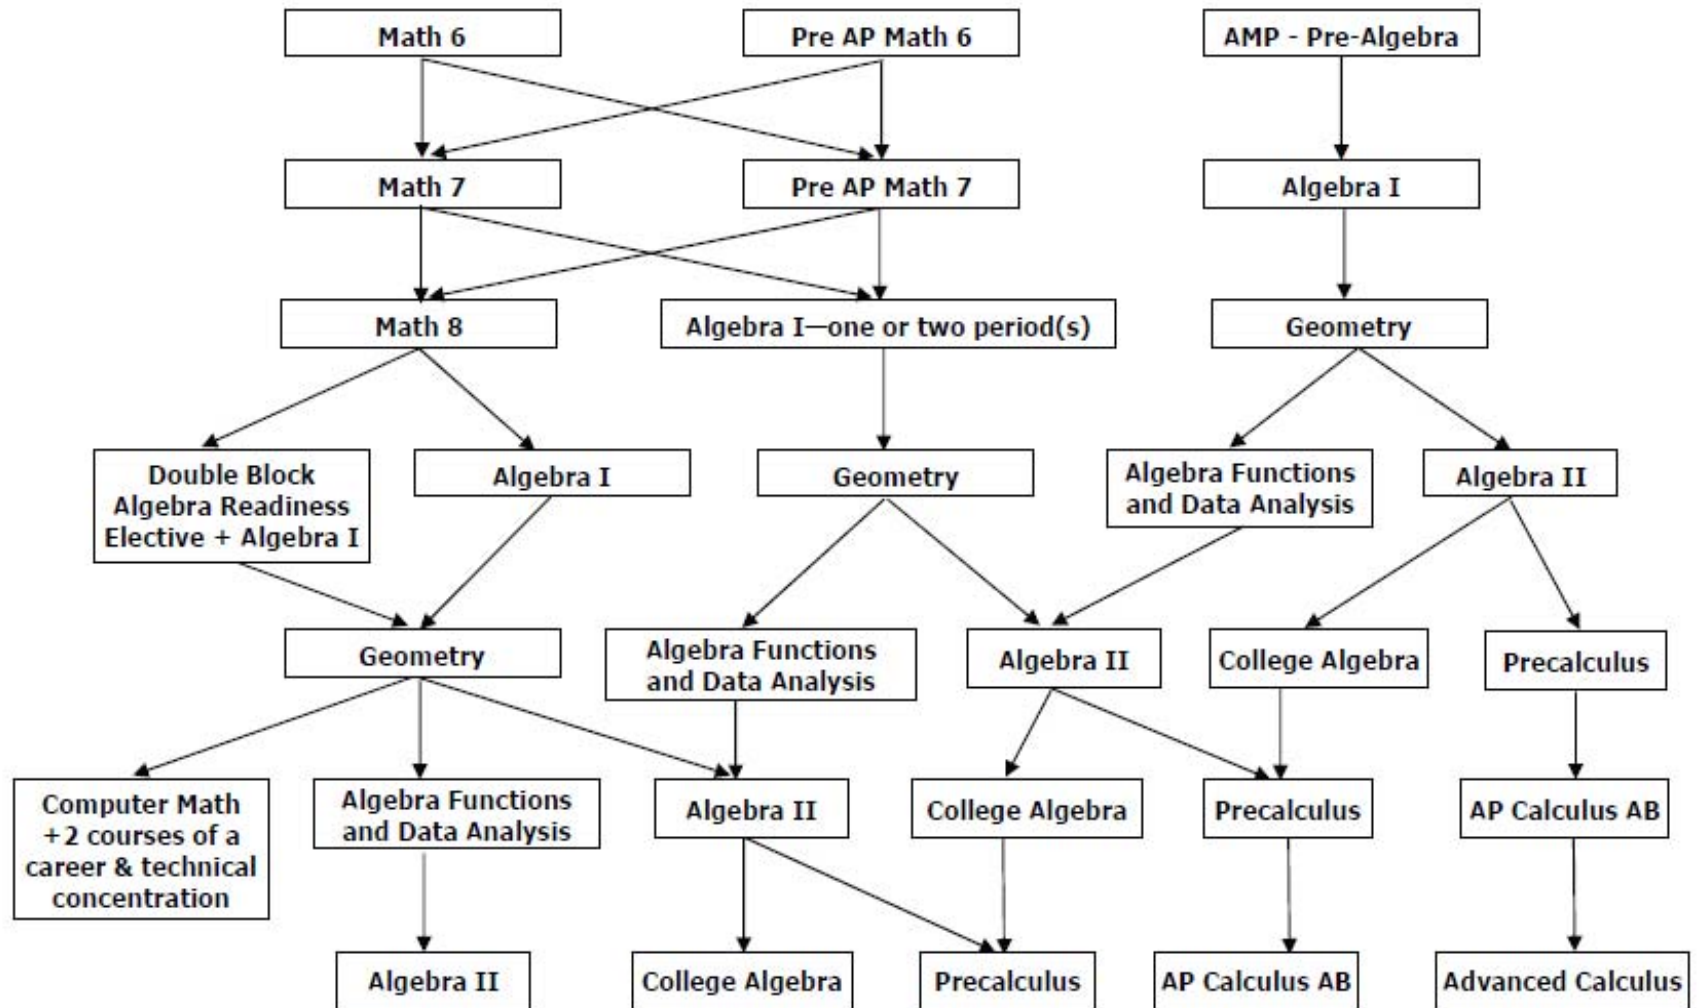 Math 6
Pre AP Math 6
AMP - Pre-Algebra
Math 7
Pre AP Math 7
Algebra I
Math 8
Algebra I—one or two period(s)
Geometry
Double Block
Algebra Readiness
Elective + Algebra I
Algebra I
Geometry
Algebra Functions
and Data Analysis
Algebra II
Geometry
Algebra Functions
and Data Analysis
Algebra II
College Algebra
Precalculus
Computer Math
+2 courses of a
career & technical
concentration
Algebra Functions
and Data Analysis
Algebra II
College Algebra
Precalculus
AP Calculus AB
Algebra II
College Algebra
Precalculus
AP Calculus AB
Advanced Calculus